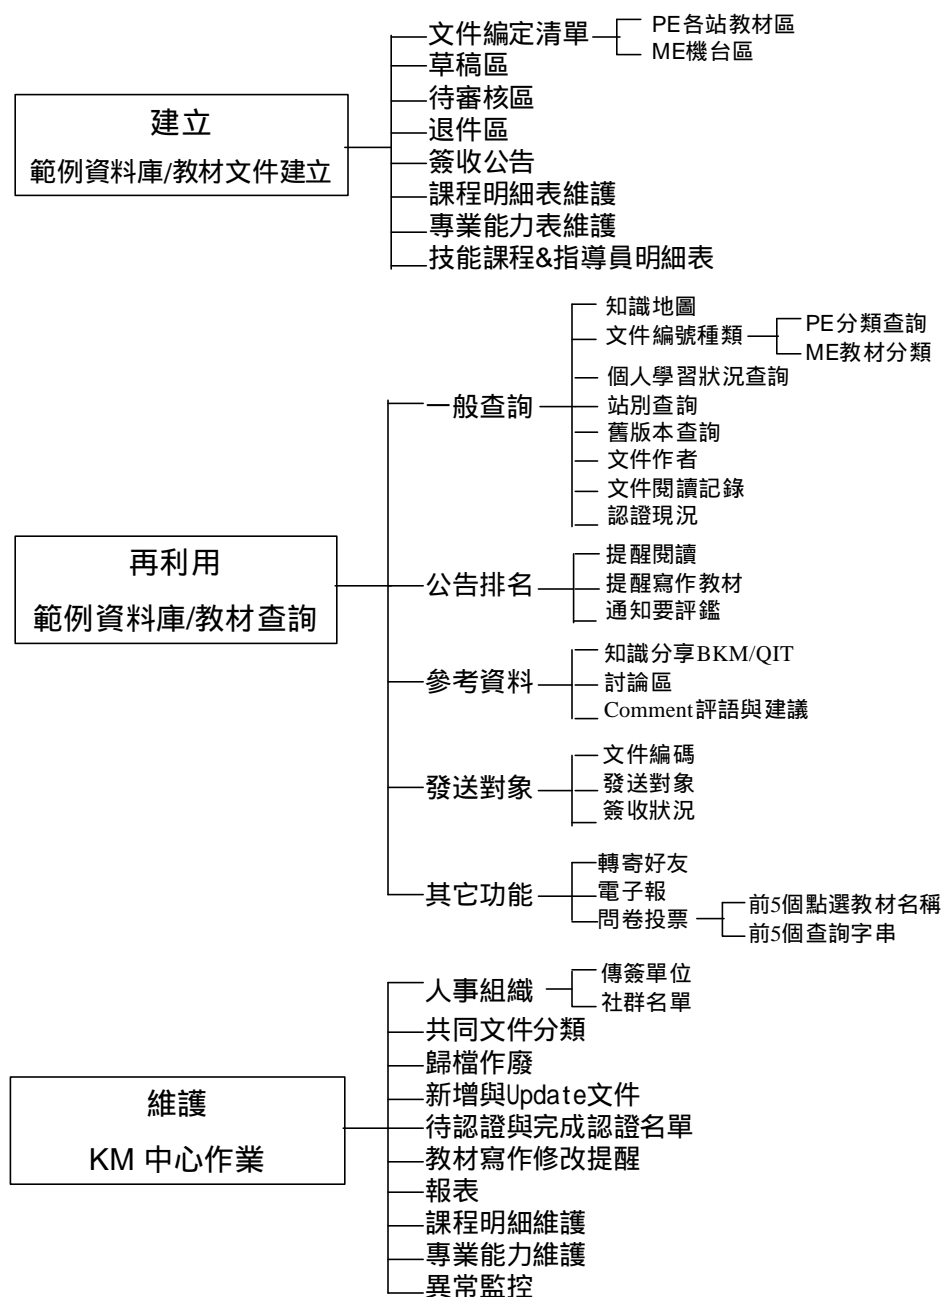 建立
範例資料庫/教材文件建立
文件編定清單
PE各站教材區
ME機台區
草稿區
待審核區
退件區
簽收公告
課程明細表維護
專業能力表維護
技能課程&指導員明細表
再利用
範例資料庫/教材查詢
一般查詢
知識地圖
文件編號種類
PE分類查詢
ME教材分類
個人學習狀況查詢
站別查詢
舊版本查詢
文件作者
文件閱讀記錄
認證現況
公告排名
提醒閱讀
提醒寫作教材
通知要評鑑
參考資料
知識分享BKM/QIT
討論區
Comment評語與建議
發送對象
文件編碼
發送對象
簽收狀況
其它功能
轉寄好友
電子報
問卷投票
前5個點選教材名稱
前5個查詢字串
維護
KM 中心作業
人事組織
傳簽單位
社群名單
共同文件分類
歸檔作廢
新增與Update文件
待認證與完成認證名單
教材寫作修改提醒
報表
課程明細維護
專業能力維護
異常監控